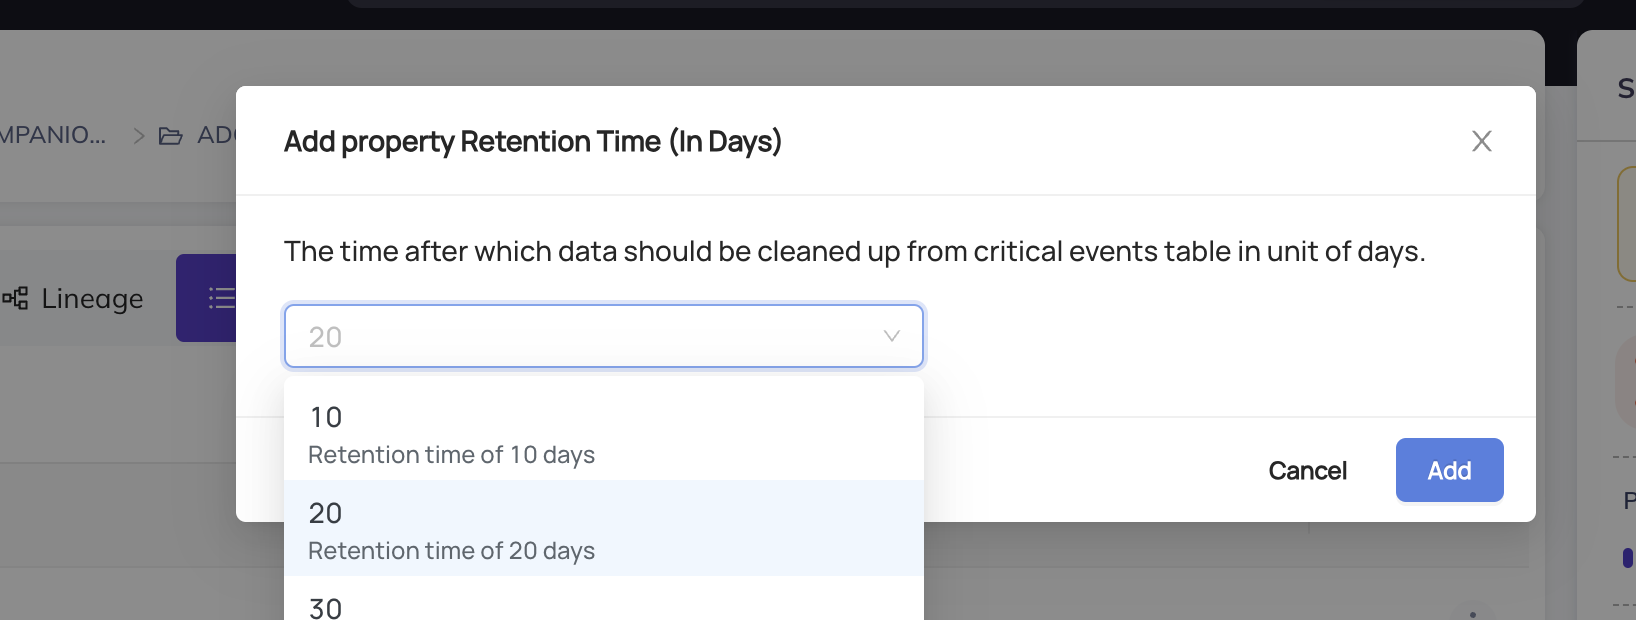 MPANIO... > ADO
S
Add property Retention Time (In Days)
The time after which data should be cleaned up from critical events table in unit of days.
Lineage
20
10
Retention time of 10 days
Cancel
Add
20
Retention time of 20 days
30
P